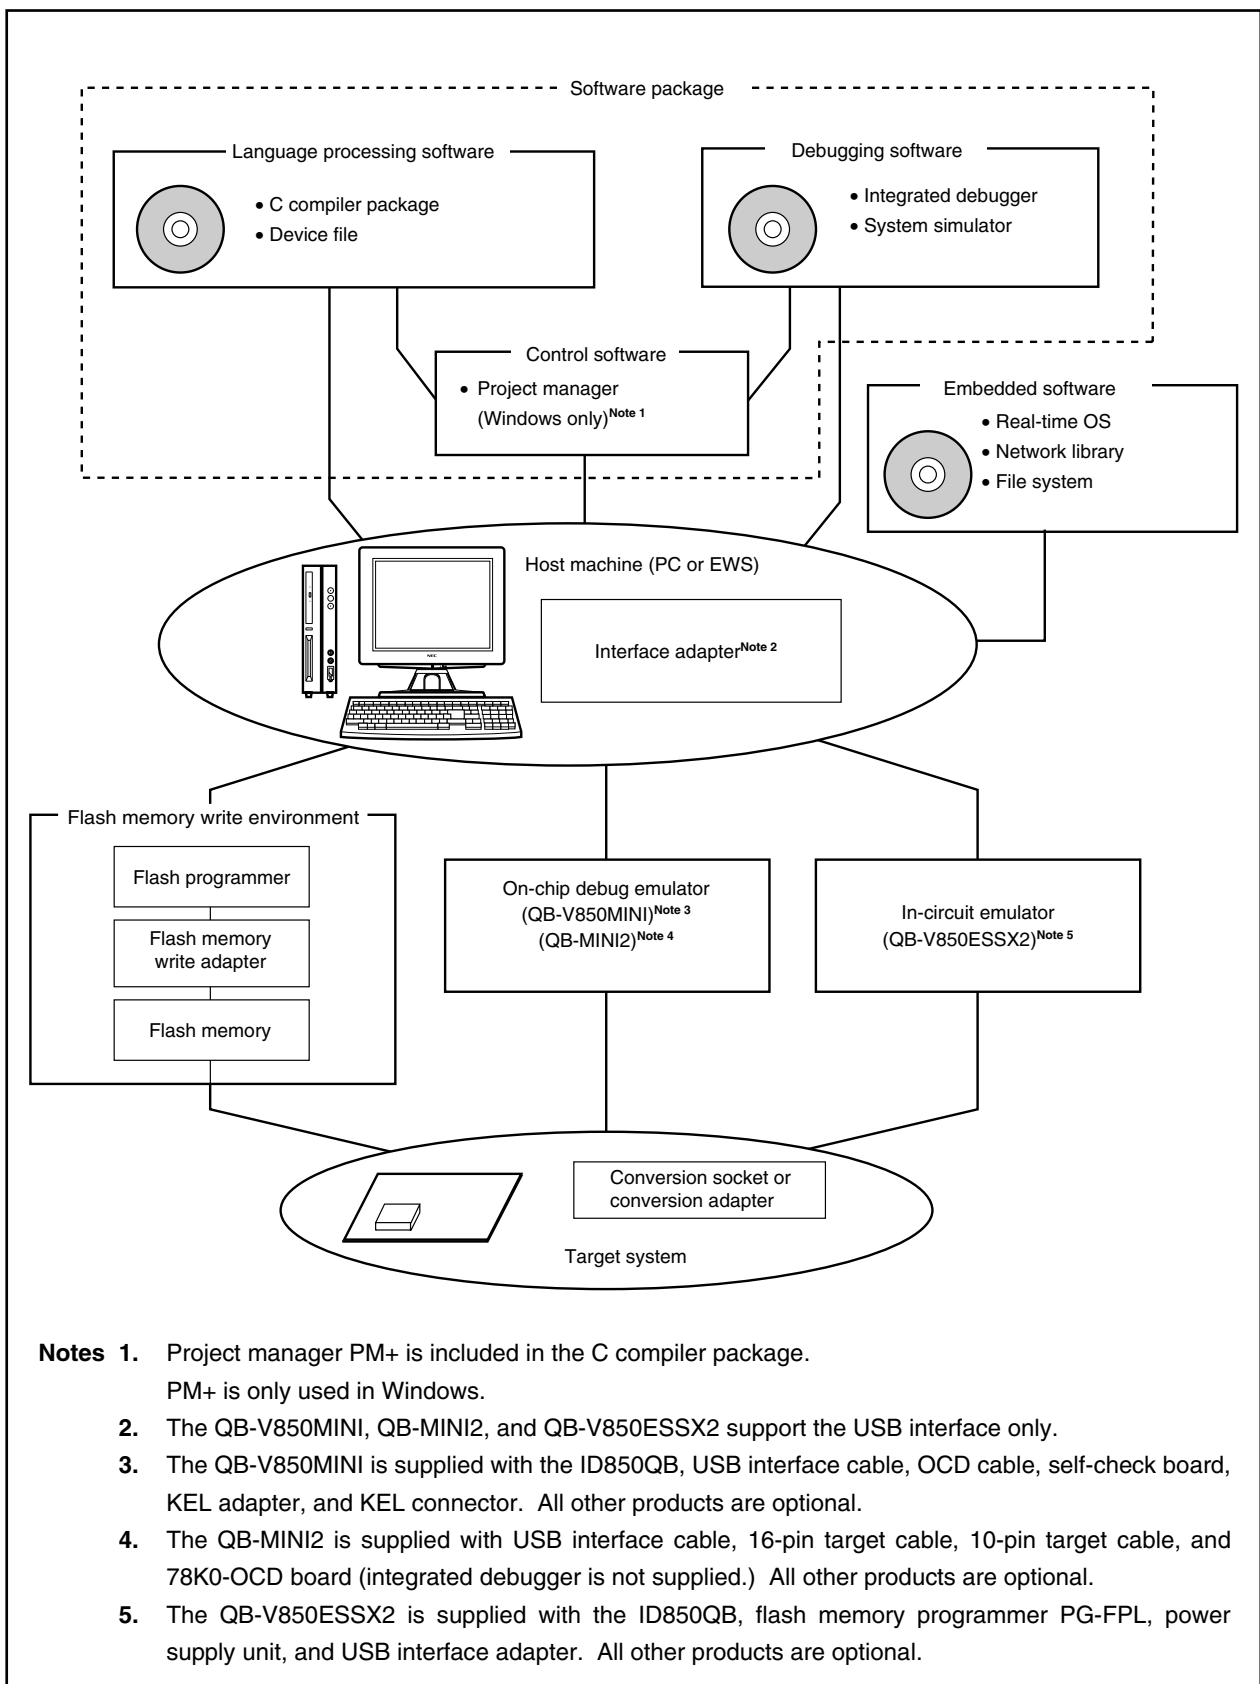 Software package
Language processing software
• C compiler package
• Device file
Debugging software
• Integrated debugger
• System simulator
Control software
• Project manager
(Windows only)Note 1
Embedded software
• Real-time OS
• Network library
• File system
Host machine (PC or EWS)
Interface adapterNote 2
NEC
Flash memory write environment
Flash programmer
Flash memory
write adapter
Flash memory
On-chip debug emulator
(QB-V850MINI)Note 3
(QB-MINI2)Note 4
In-circuit emulator
(QB-V850ESSX2)Note 5
Conversion socket or
conversion adapter
Target system
Notes 1. Project manager PM+ is included in the C compiler package.
PM+ is only used in Windows.
2. The QB-V850MINI, QB-MINI2, and QB-V850ESSX2 support the USB interface only.
3. The QB-V850MINI is supplied with the ID850QB, USB interface cable, OCD cable, self-check board,
KEL adapter, and KEL connector. All other products are optional.
4. The QB-MINI2 is supplied with USB interface cable, 16-pin target cable, 10-pin target cable, and
78K0-OCD board (integrated debugger is not supplied.) All other products are optional.
5. The QB-V850ESSX2 is supplied with the ID850QB, flash memory programmer PG-FPL, power
supply unit, and USB interface adapter. All other products are optional.